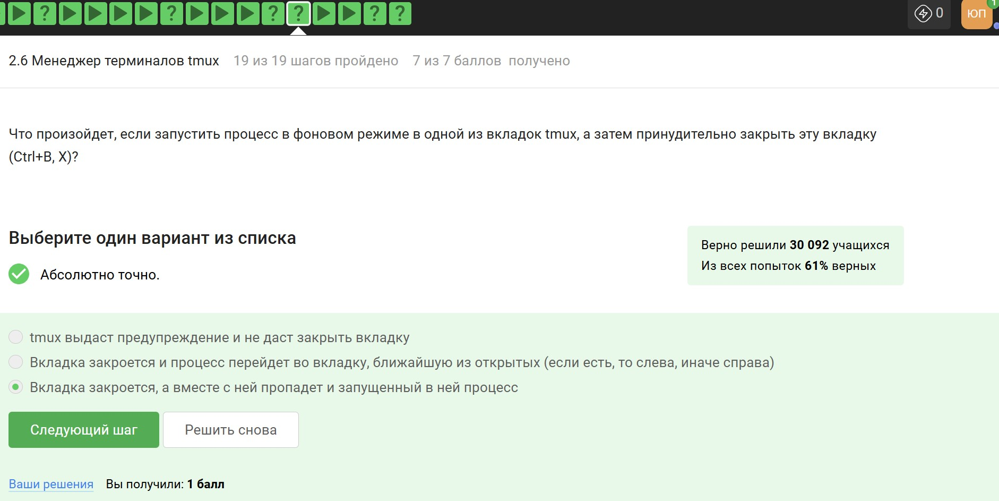 ? ? ? ? ? ? 0 ЮП 1
2.6 Менеджер терминалов tmux 19 из 19 шагов пройдено 7 из 7 баллов получено
Что произойдет, если запустить процесс в фоновом режиме в одной из вкладок tmux, а затем принудительно закрыть эту вкладку
(Ctrl+B, X)?
Выберите один вариант из списка
Абсолютно точно.
Верно решили 30 092 учащихся
Из всех попыток 61% верных
tmux выдаст предупреждение и не даст закрыть вкладку
Вкладка закроется и процесс перейдет во вкладку, ближайшую из открытых (если есть, то слева, иначе справа)
Вкладка закроется, а вместе с ней пропадет и запущенный в ней процесс
Следующий шаг Решить снова
Ваши решения Вы получили: 1 балл